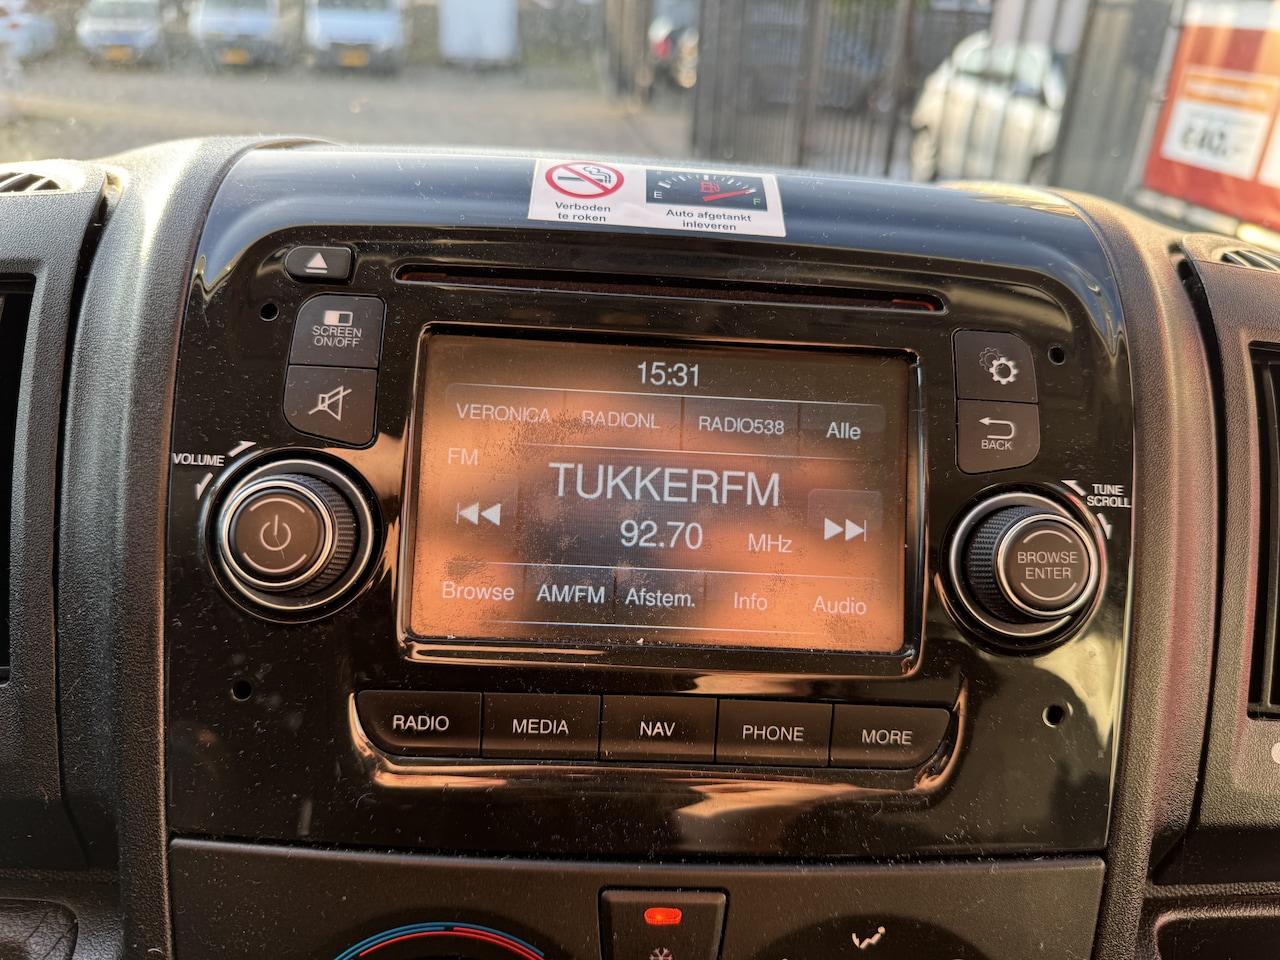 Verboden
te roken
E
F
Auto afgetankt
inleveren
SCREEN
ON/OFF
VOLUME
15:31
VERONICA RADIONL RADIO538 Alle
FM
TUKKERFM
92.70 MHz
Browse AM/FM Afstem. Info Audio
BACK
TUNE
SCROLL
BROWSE
ENTER
RADIO MEDIA NAV PHONE MORE